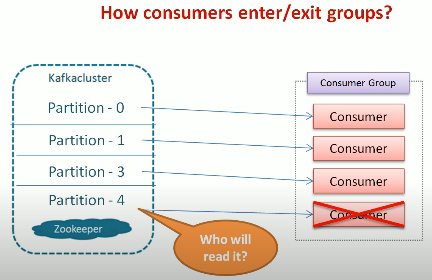 How consumers enter/exit groups?
Kafkacluster
Partition - 0
Partition - 1
Partition - 3
Partition - 4
Zookeeper
Who will
read it?
Consumer Group
Consumer
Consumer
Consumer
Consumer